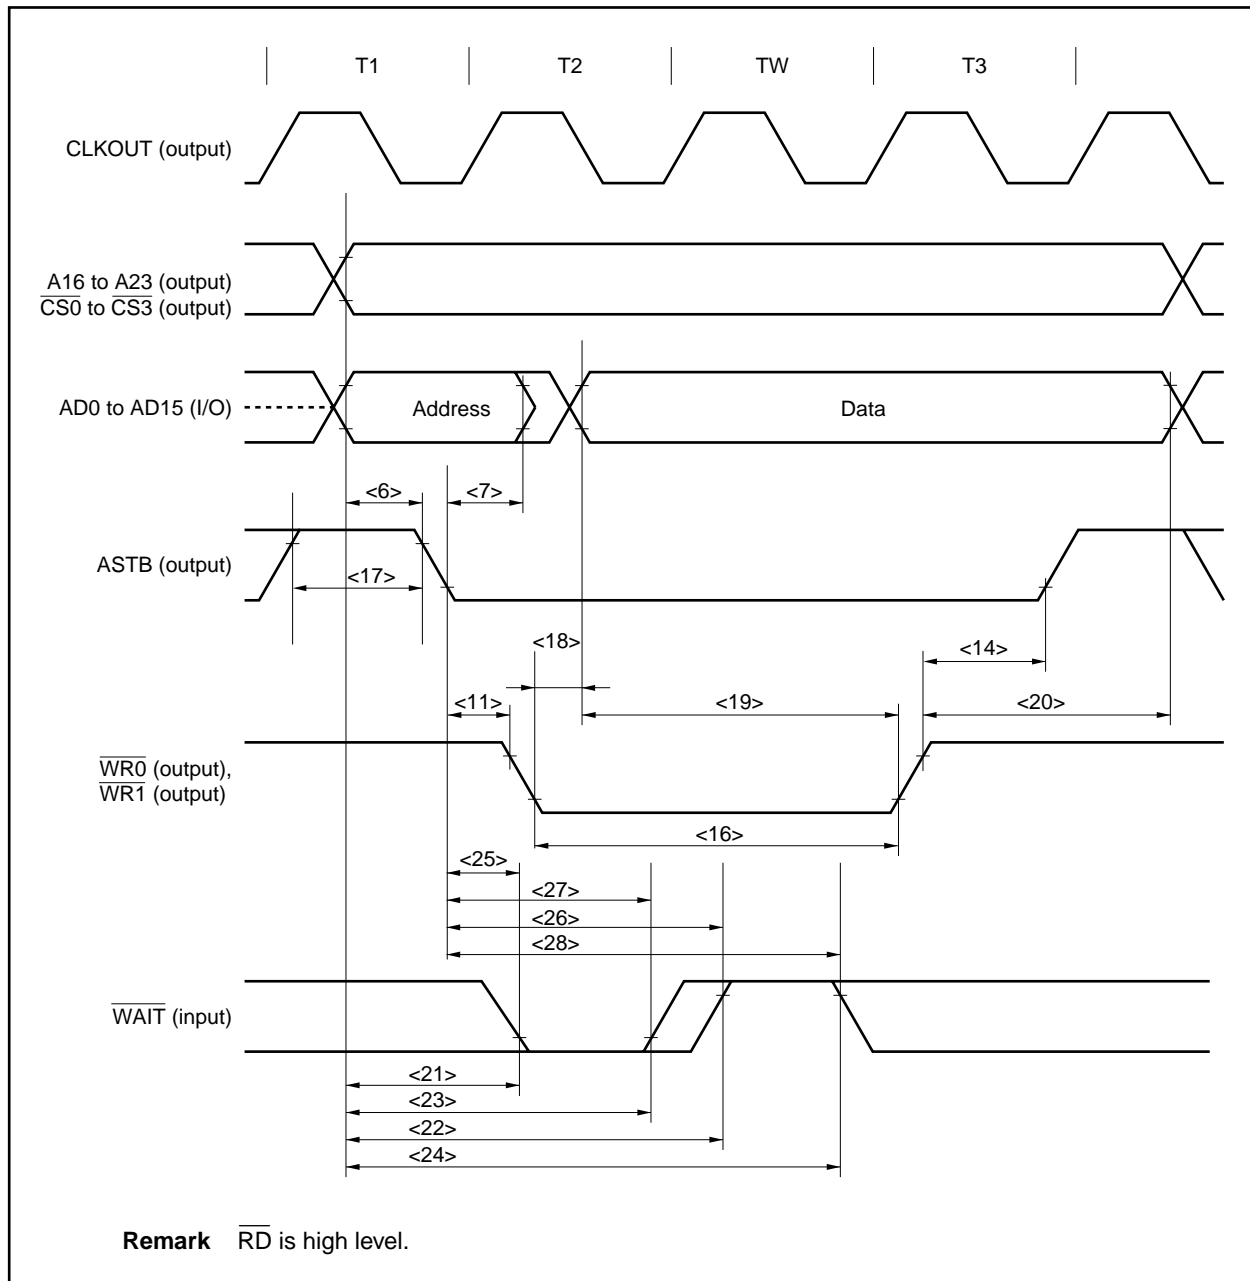 T1 T2 TW T3
CLKOUT (output)
A16 to A23 (output)
CS0 to CS3 (output)
AD0 to AD15 (I/O)
Address
Data
<6>
<7>
ASTB (output)
<17>
<18>
<14>
<11>
<19>
<20>
WR0 (output),
WR1 (output)
<16>
<25>
<27>
<26>
<28>
WAIT (input)
<21>
<23>
<22>
<24>
Remark RD is high level.